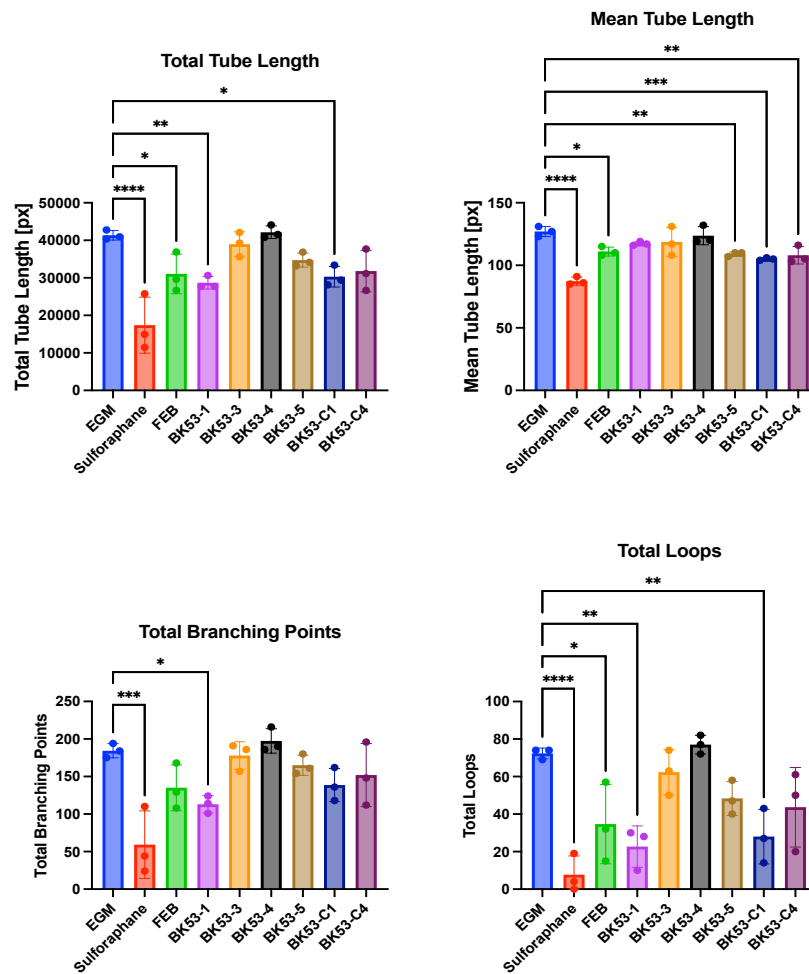 Total Tube Length
*
**
*
****
Total Tube Length [px]
50000
40000
30000
20000
10000
0
EGM
Sulforaphane
FEB
BK53-1
BK53-3
BK53-4
BK53-5
BK53-C1
BK53-C4
Mean Tube Length
**
***
**
*
****
Mean Tube Length [px]
150
100
50
0
EGM
Sulforaphane
FEB
BK53-1
BK53-3
BK53-4
BK53-5
BK53-C1
BK53-C4
Total Branching Points
*
***
Total Branching Points
250
200
150
100
50
0
EGM
Sulforaphane
FEB
BK53-1
BK53-3
BK53-4
BK53-5
BK53-C1
BK53-C4
Total Loops
**
**
*
****
Total Loops
100
80
60
40
20
0
EGM
Sulforaphane
FEB
BK53-1
BK53-3
BK53-4
BK53-5
BK53-C1
BK53-C4